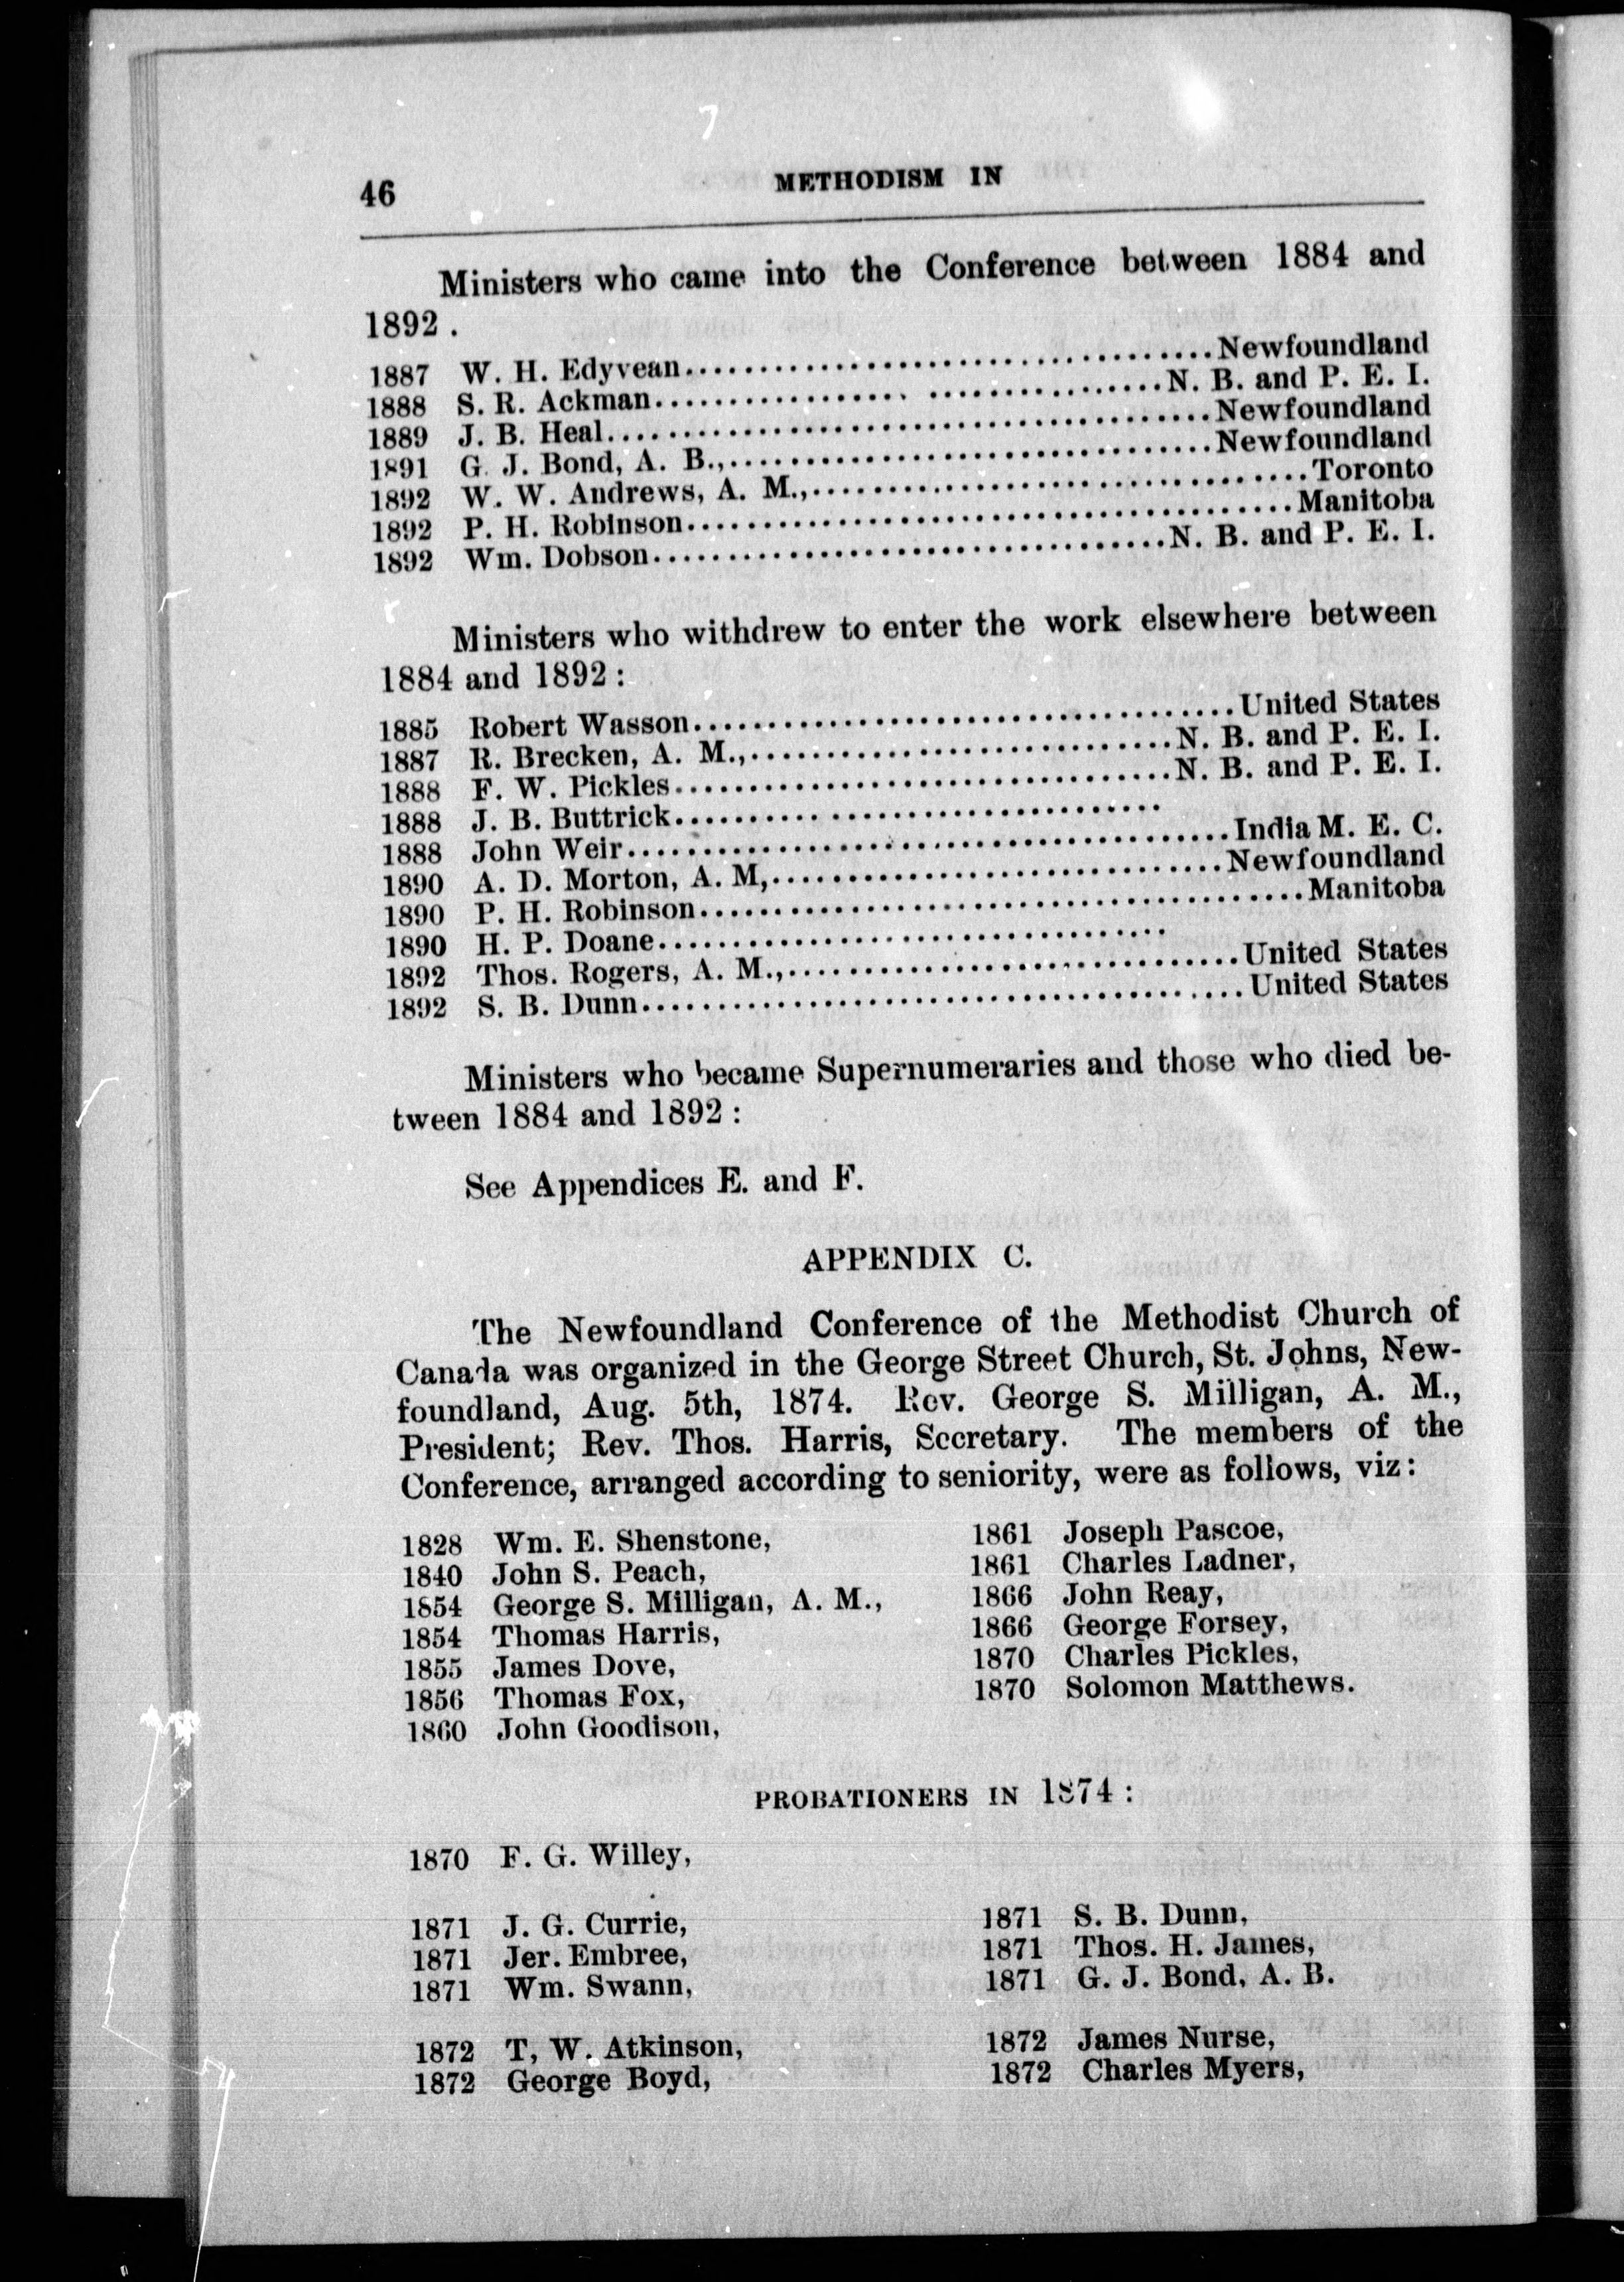 46
METHODISM IN
Ministers who came into the Conference between 1884 and
1892 .
1887 W. H. Edyvean....................................Newfoundland
1888 S. R. Ackman................. ................N. B. and P. E. I.
1889 J. B. Heal.........................................Newfoundland
1891 G. J. Bond, A. B.,.................................Newfoundland
1892 W. W. Andrews, A. M.,..................................Toronto
1892 P. H. Robinson.........................................Manitoba
1892 Wm. Dobson...................................N. B. and P. E. I.
Ministers who withdrew to enter the work elsewhere between
1884 and 1892 :
1885 Robert Wasson.....................................United States
1887 R. Brecken, A. M.,.............................N. B. and P. E. I.
1888 F. W. Pickles..................................N. B. and P. E. I.
1888 J. B. Buttrick.................................
1888 John Weir.........................................India M. E. C.
1890 A. D. Morton, A. M,...............................Newfoundland
1890 P. H. Robinson.........................................Manitoba
1890 H. P. Doane...................................
1892 Thos. Rogers, A. M.,...............................United States
1892 S. B. Dunn.........................................United States
Ministers who became Supernumeraries and those who died be-
tween 1884 and 1892 :
See Appendices E. and F.
APPENDIX C.
The Newfoundland Conference of the Methodist Church of
Canada was organized in the George Street Church, St. Johns, New-
foundland, Aug. 5th, 1874. Rev. George S. Milligan, A. M.,
President; Rev. Thos. Harris, Secretary. The members of the
Conference, arranged according to seniority, were as follows, viz:
1828 Wm. E. Shenstone,
1840 John S. Peach,
1854 George S. Milligan, A. M.,
1854 Thomas Harris,
1855 James Dove,
1856 Thomas Fox,
1860 John Goodison,
1861 Joseph Pascoe,
1861 Charles Ladner,
1866 John Reay,
1866 George Forsey,
1870 Charles Pickles,
1870 Solomon Matthews.
PROBATIONERS IN 1874 :
1870 F. G. Willey,
1871 J. G. Currie,
1871 Jer. Embree,
1871 Wm. Swann,
1871 S. B. Dunn,
1871 Thos. H. James,
1871 G. J. Bond, A. B.
1872 T, W. Atkinson,
1872 George Boyd,
1872 James Nurse,
1872 Charles Myers,